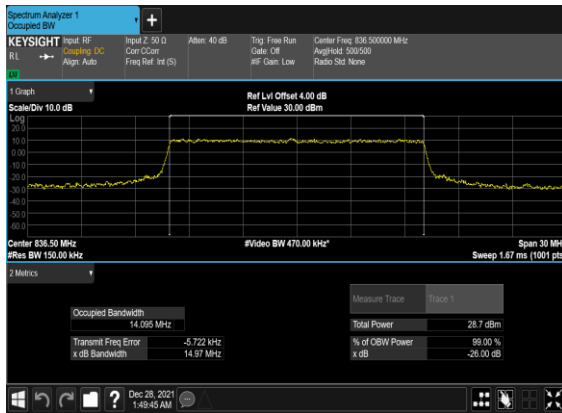 Spectrum Analyzer 1
Occupied BW
+
KEYSIGHT Input: RF Input Z: 50 Ω Atten: 40 dB Trig: Free Run Center Freq: 836.500000 MHz
RL Coupling: DC Corr CCorr Gate: Off Avg|Hold: 500/500
Align: Auto Freq Ref: Int (S) #IF Gain: Low Radio Std: None
1 Graph Ref Lvl Offset 4.00 dB
Scale/Div 10.0 dB Ref Value 30.00 dBm
Log
20.0
10.0
0.00
-10.0
-20.0
-30.0
-40.0
-50.0
-60.0
Center 836.50 MHz #Video BW 470.00 kHz* Span 30 MHz
#Res BW 150.00 kHz Sweep 1.67 ms (1001 pts)
2 Metrics
Measure Trace Trace 1
Occupied Bandwidth
14.095 MHz Total Power 28.7 dBm
Transmit Freq Error -5.722 kHz % of OBW Power 99.00 %
x dB Bandwidth 14.97 MHz x dB -26.00 dB
? Dec 28, 2021
1:49:45 AM